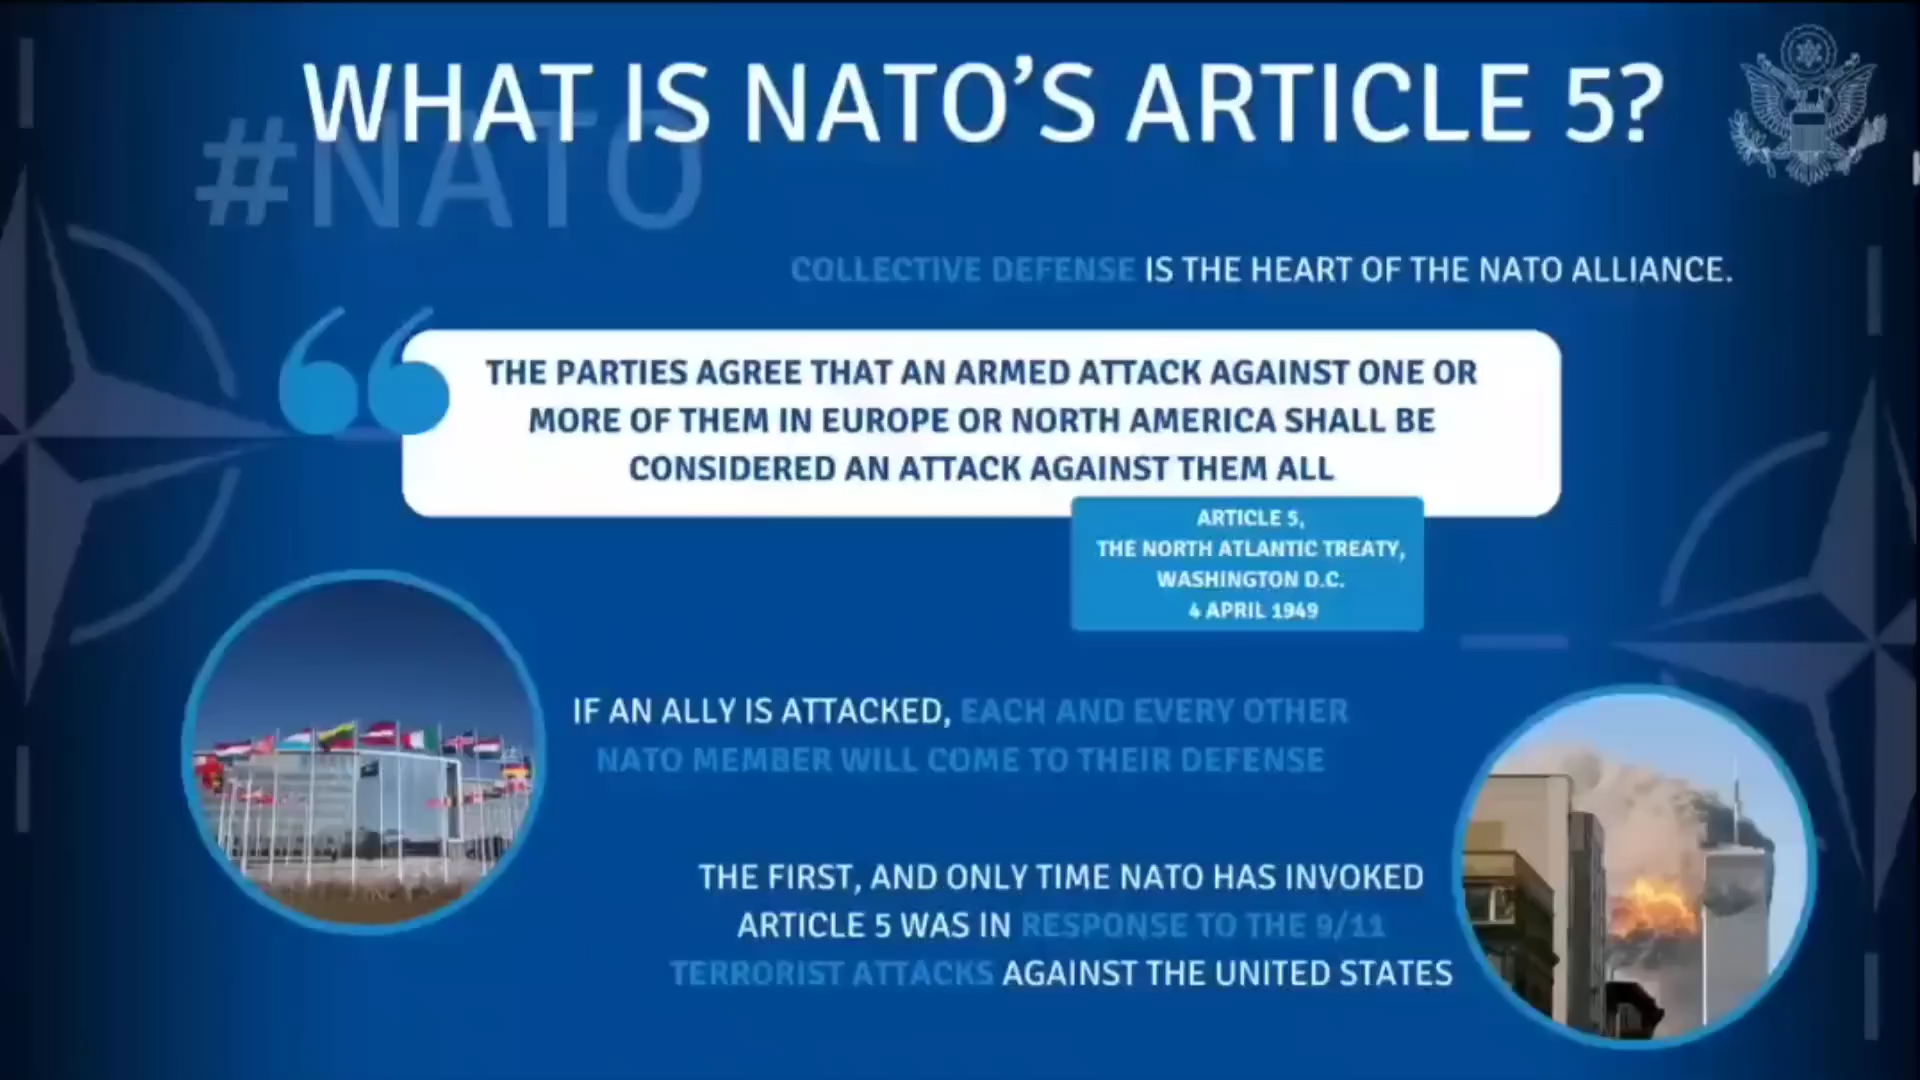 WHAT IS NATO'S ARTICLE 5?
#NATO
COLLECTIVE DEFENSE IS THE HEART OF THE NATO ALLIANCE.
THE PARTIES AGREE THAT AN ARMED ATTACK AGAINST ONE OR
MORE OF THEM IN EUROPE OR NORTH AMERICA SHALL BE
CONSIDERED AN ATTACK AGAINST THEM ALL
ARTICLE 5,
THE NORTH ATLANTIC TREATY,
WASHINGTON D.C.
4 APRIL 1949
IF AN ALLY IS ATTACKED, EACH AND EVERY OTHER
NATO MEMBER WILL COME TO THEIR DEFENSE
THE FIRST, AND ONLY TIME NATO HAS INVOKED
ARTICLE 5 WAS IN RESPONSE TO THE 9/11
TERRORIST ATTACKS AGAINST THE UNITED STATES